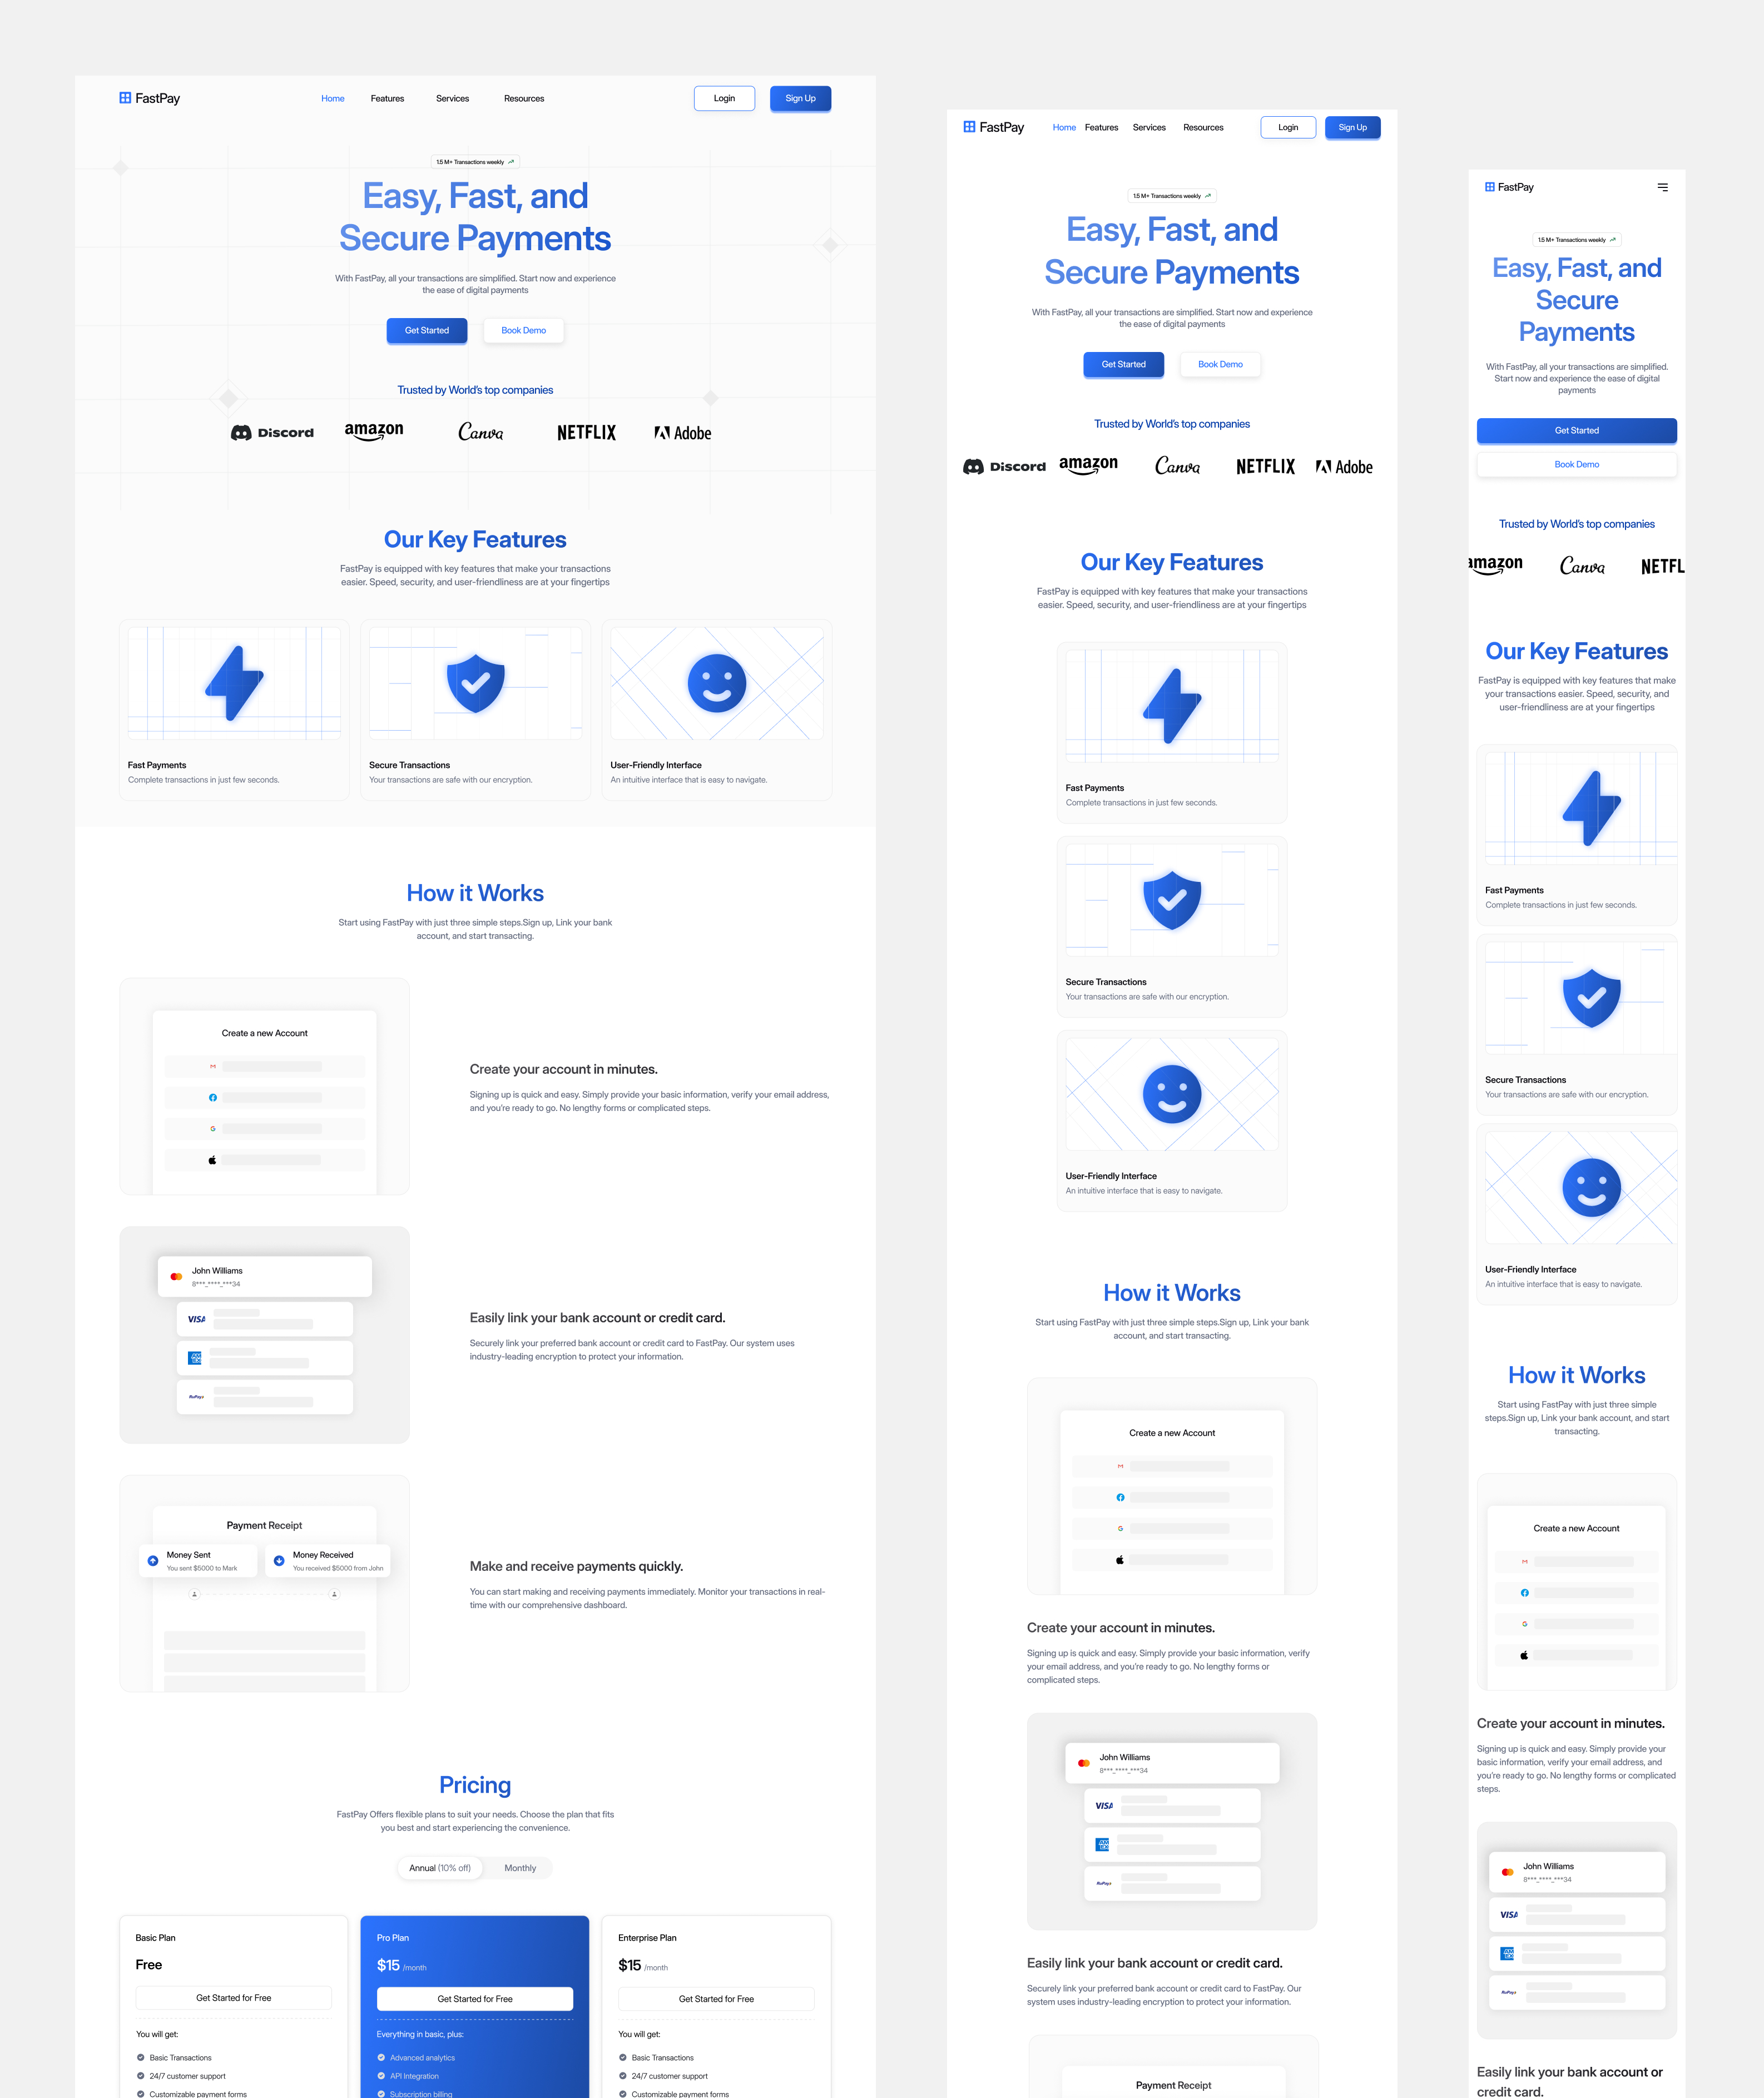 FastPay
Home Features Services Resources
Login Sign Up
1.5 M+ Transactions weekly
Easy, Fast, and
Secure Payments
With FastPay, all your transactions are simplified. Start now and experience
the ease of digital payments
Get Started Book Demo
Trusted by World's top companies
Discord amazon Canva NETFLIX Adobe
Our Key Features
FastPay is equipped with key features that make your transactions
easier. Speed, security, and user-friendliness are at your fingertips
Fast Payments
Complete transactions in just few seconds.
Secure Transactions
Your transactions are safe with our encryption.
User-Friendly Interface
An intuitive interface that is easy to navigate.
How it Works
Start using FastPay with just three simple steps.Sign up, Link your bank
account, and start transacting.
Create a new Account
Create your account in minutes.
Signing up is quick and easy. Simply provide your basic information, verify your email address,
and you're ready to go. No lengthy forms or complicated steps.
John Williams
8***_****_***34
VISA
RuPay
Easily link your bank account or credit card.
Securely link your preferred bank account or credit card to FastPay. Our system uses
industry-leading encryption to protect your information.
Payment Receipt
Money Sent
You sent $5000 to Mark
Money Received
You received $5000 from John
Make and receive payments quickly.
You can start making and receiving payments immediately. Monitor your transactions in real-
time with our comprehensive dashboard.
Pricing
FastPay Offers flexible plans to suit your needs. Choose the plan that fits
you best and start experiencing the convenience.
Annual (10% off) Monthly
Basic Plan
Free
Get Started for Free
You will get:
Basic Transactions
24/7 customer support
Customizable payment forms
Pro Plan
$15 /month
Get Started for Free
Everything in basic, plus:
Advanced analytics
API Integration
Subscription billing
Enterprise Plan
$15 /month
Get Started for Free
You will get:
Basic Transactions
24/7 customer support
Customizable payment forms
FastPay
Home Features Services Resources
Login Sign Up
1.5 M+ Transactions weekly
Easy, Fast, and
Secure Payments
With FastPay, all your transactions are simplified. Start now and experience
the ease of digital payments
Get Started Book Demo
Trusted by World's top companies
Discord amazon Canva NETFLIX Adobe
Our Key Features
FastPay is equipped with key features that make your transactions
easier. Speed, security, and user-friendliness are at your fingertips
Fast Payments
Complete transactions in just few seconds.
Secure Transactions
Your transactions are safe with our encryption.
User-Friendly Interface
An intuitive interface that is easy to navigate.
How it Works
Start using FastPay with just three simple steps.Sign up, Link your bank
account, and start transacting.
Create a new Account
Create your account in minutes.
Signing up is quick and easy. Simply provide your basic information, verify
your email address, and you're ready to go. No lengthy forms or
complicated steps.
John Williams
8***_****_***34
VISA
RuPay
Easily link your bank account or credit card.
Securely link your preferred bank account or credit card to FastPay. Our
system uses industry-leading encryption to protect your information.
Payment Receipt
FastPay
1.5 M+ Transactions weekly
Easy, Fast, and
Secure
Payments
With FastPay, all your transactions are simplified.
Start now and experience the ease of digital
payments
Get Started
Book Demo
Trusted by World's top companies
amazon Canva NETFL
Our Key Features
FastPay is equipped with key features that make
your transactions easier. Speed, security, and
user-friendliness are at your fingertips
Fast Payments
Complete transactions in just few seconds.
Secure Transactions
Your transactions are safe with our encryption.
User-Friendly Interface
An intuitive interface that is easy to navigate.
How it Works
Start using FastPay with just three simple
steps.Sign up, Link your bank account, and start
transacting.
Create a new Account
Create your account in minutes.
Signing up is quick and easy. Simply provide your
basic information, verify your email address, and
you're ready to go. No lengthy forms or complicated
steps.
John Williams
8***_****_***34
VISA
RuPay
Easily link your bank account or
credit card.